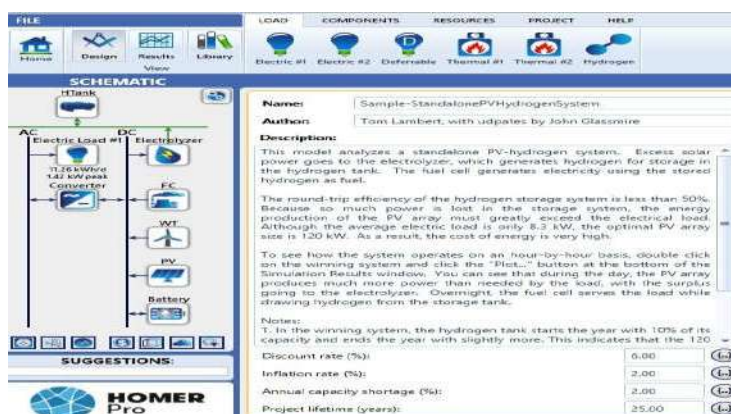 FILE
LOAD COMPONENTS RESOURCES PROJECT HELP
Home Design Results Library
View
Electric #1 Electric #2 Deferrable Thermal #1 Thermal #2 Hydrogen
SCHEMATIC
HTank
AC DC
Electric Load #1 Electrolyzer
11.26 kWh/d
1.42 kW peak
Converter FC
WT
PV
Battery
SUGGESTIONS:
HOMER
Pro
Name: Sample-StandalonePVHydrogenSystem
Author: Tom Lambert, with udpates by John Glassmire
Description:
This model analyzes a standalone PV-hydrogen system. Excess solar
power goes to the electrolyzer, which generates hydrogen for storage in
the hydrogen tank. The fuel cell generates electricity using the stored
hydrogen as fuel.
The round-trip efficiency of the hydrogen storage system is less than 50%.
Because so much power is lost in the storage system, the energy
production of the PV array must greatly exceed the electrical load.
Although the average electric load is only 8.3 kW, the optimal PV array
size is 120 kW. As a result, the cost of energy is very high.
To see how the system operates on an hour-by-hour basis, double click
on the winning system and click the "Plot..." button at the bottom of the
Simulation Results window. You can see that during the day, the PV array
produces much more power than needed by the load, with the surplus
going to the electrolyzer. Overnight, the fuel cell serves the load while
drawing hydrogen from the storage tank.
Notes:
1. In the winning system, the hydrogen tank starts the year with 10% of its
capacity and ends the year with slightly more. This indicates that the 120
Discount rate (%): 6.00
Inflation rate (%): 2.00
Annual capacity shortage (%): 2.00
Project lifetime (years): 25.00